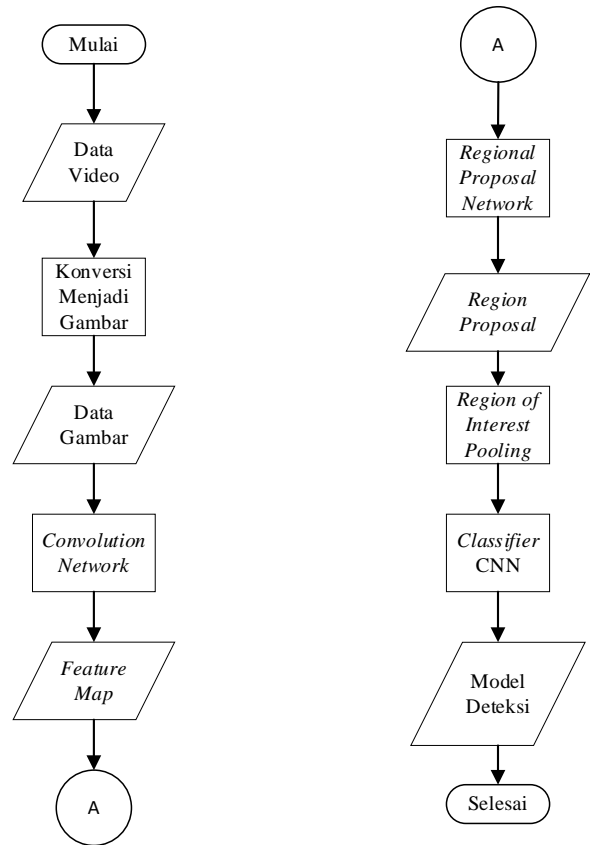 Mulai
Data
Video
Konversi
Menjadi
Gambar
Data
Gambar
Convolution
Network
Feature
Map
A
A
Regional
Proposal
Network
Region
Proposal
Region of
Interest
Pooling
Classifier
CNN
Model
Deteksi
Selesai